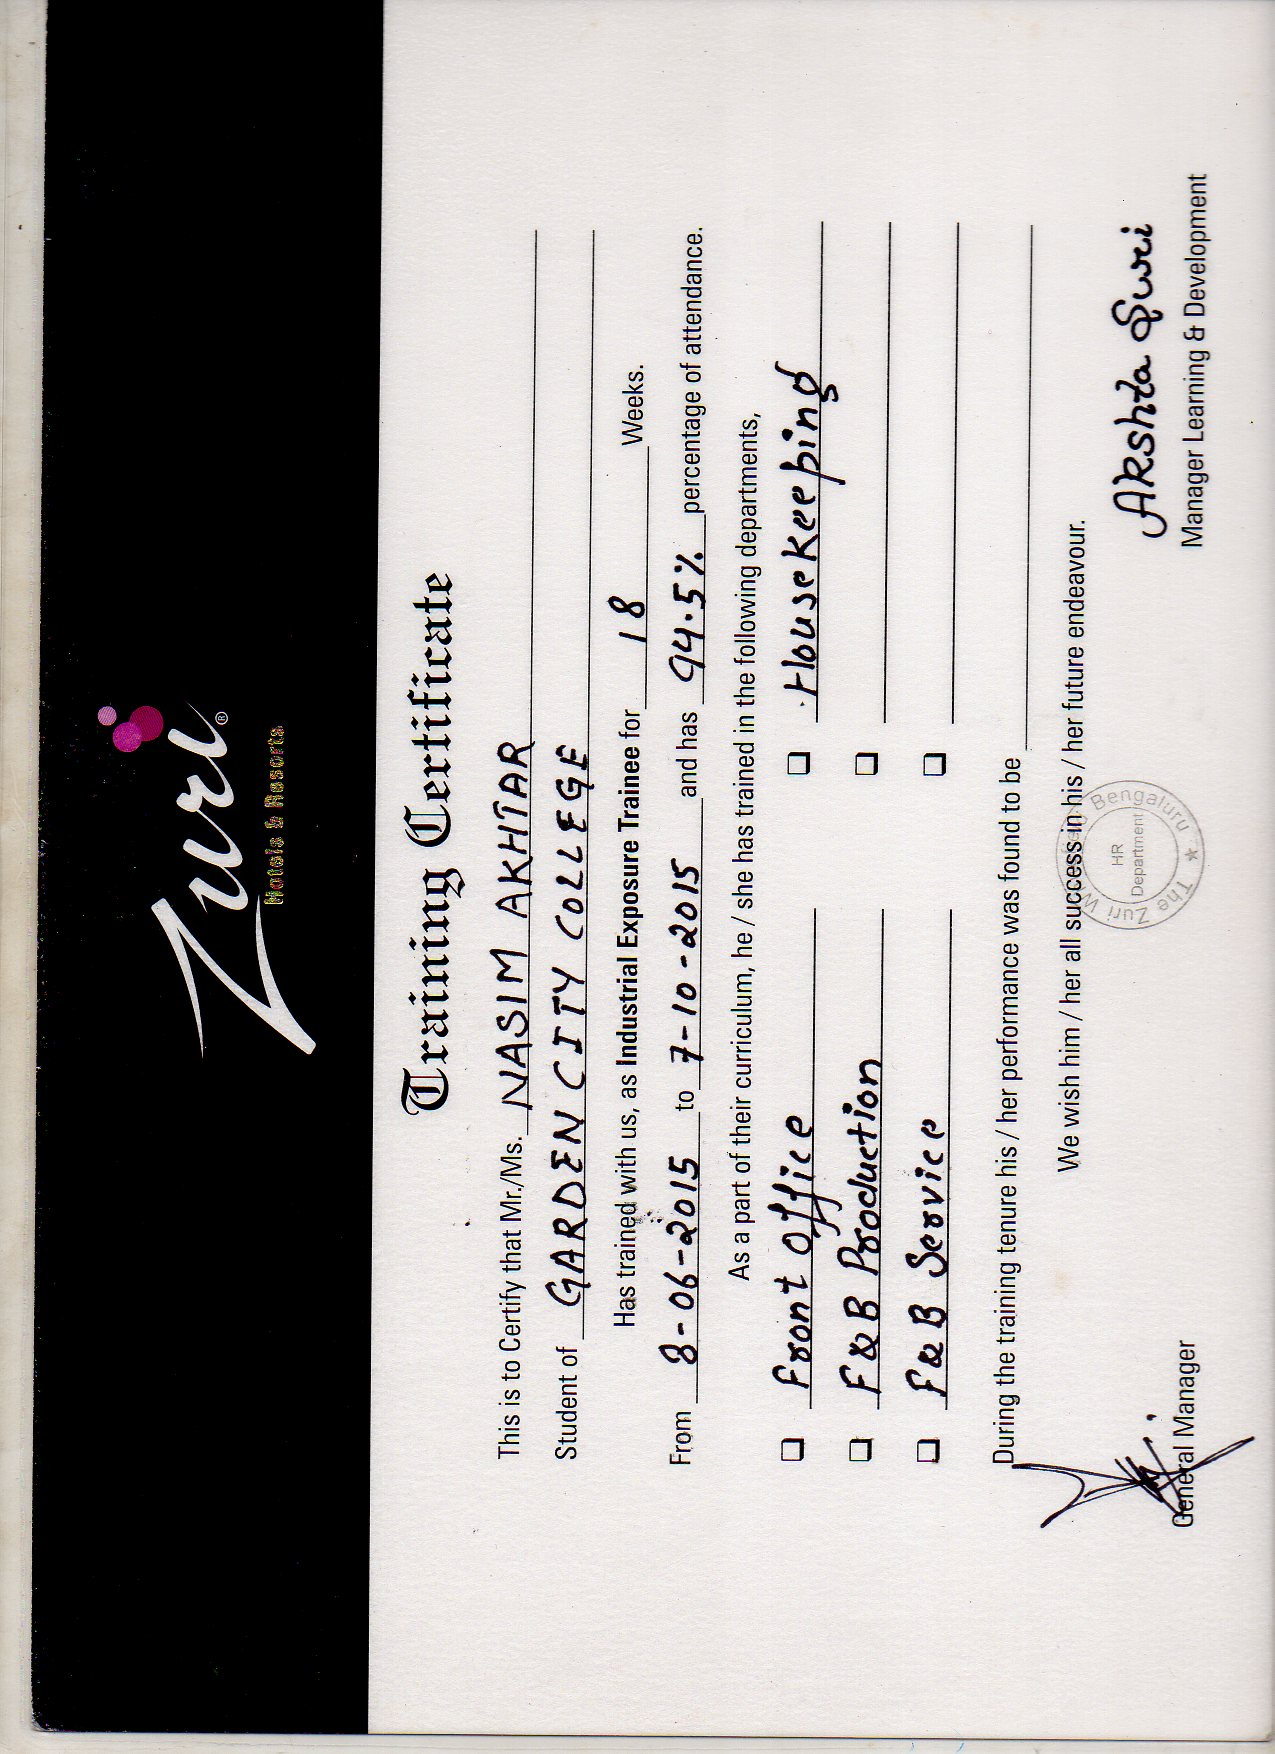 Zuri®
Hotels & Resorts
Training Certificate
This is to Certify that Mr./Ms. NASIM AKHTAR
Student of GARDEN CITY COLLEGE
Has trained with us, as Industrial Exposure Trainee for 18 Weeks.
From 8-06-2015 to 7-10-2015 and has 94.5% percentage of attendance.
As a part of their curriculum, he / she has trained in the following departments,
❑ Front Office ❑ Housekeeping
❑ F&B Production ❑
❑ F&B Service ❑
During the training tenure his / her performance was found to be
We wish him / her all success in his / her future endeavour.
The Zuri Bengaluru ★
HR
Department
Akshta Suri
General Manager Manager Learning & Development